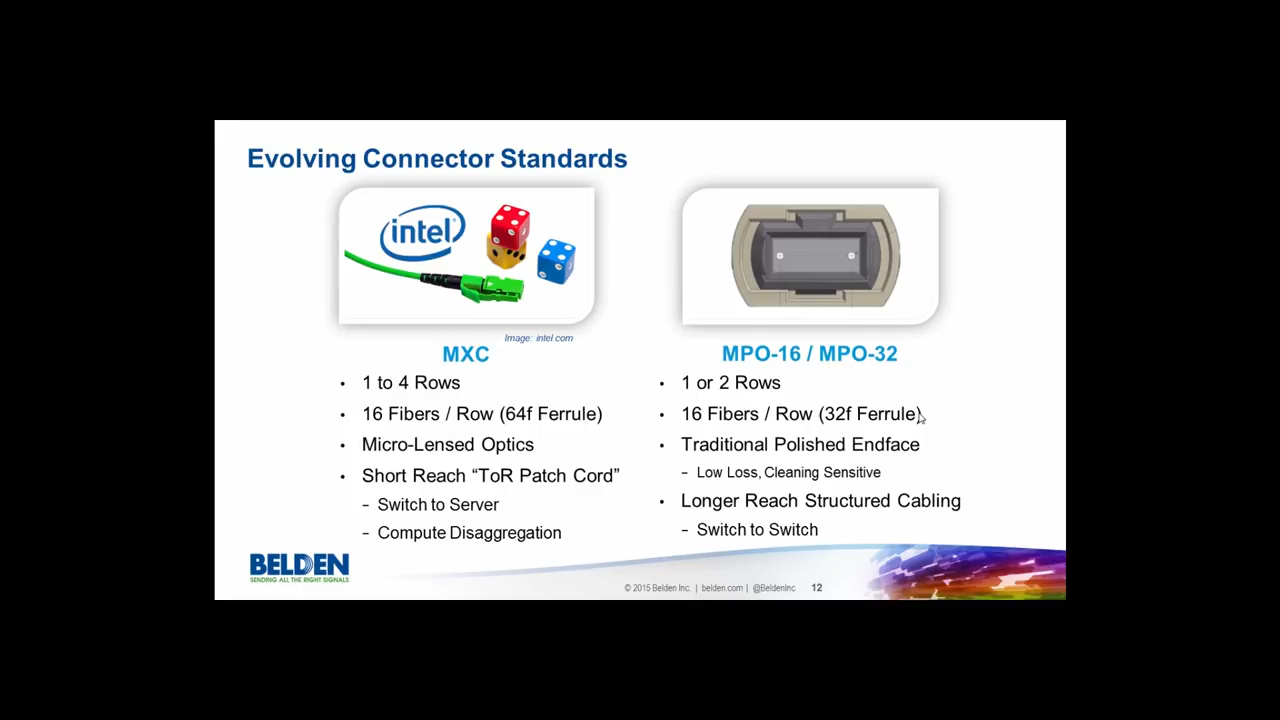 Evolving Connector Standards
intel
Image: intel.com
MXC
• 1 to 4 Rows
• 16 Fibers / Row (64f Ferrule)
• Micro-Lensed Optics
• Short Reach “ToR Patch Cord”
- Switch to Server
- Compute Disaggregation
MPO-16 / MPO-32
• 1 or 2 Rows
• 16 Fibers / Row (32f Ferrule)
• Traditional Polished Endface
- Low Loss, Cleaning Sensitive
• Longer Reach Structured Cabling
- Switch to Switch
BELDEN
SENDING ALL THE RIGHT SIGNALS
© 2015 Belden Inc. | belden.com | @BeldenInc 12